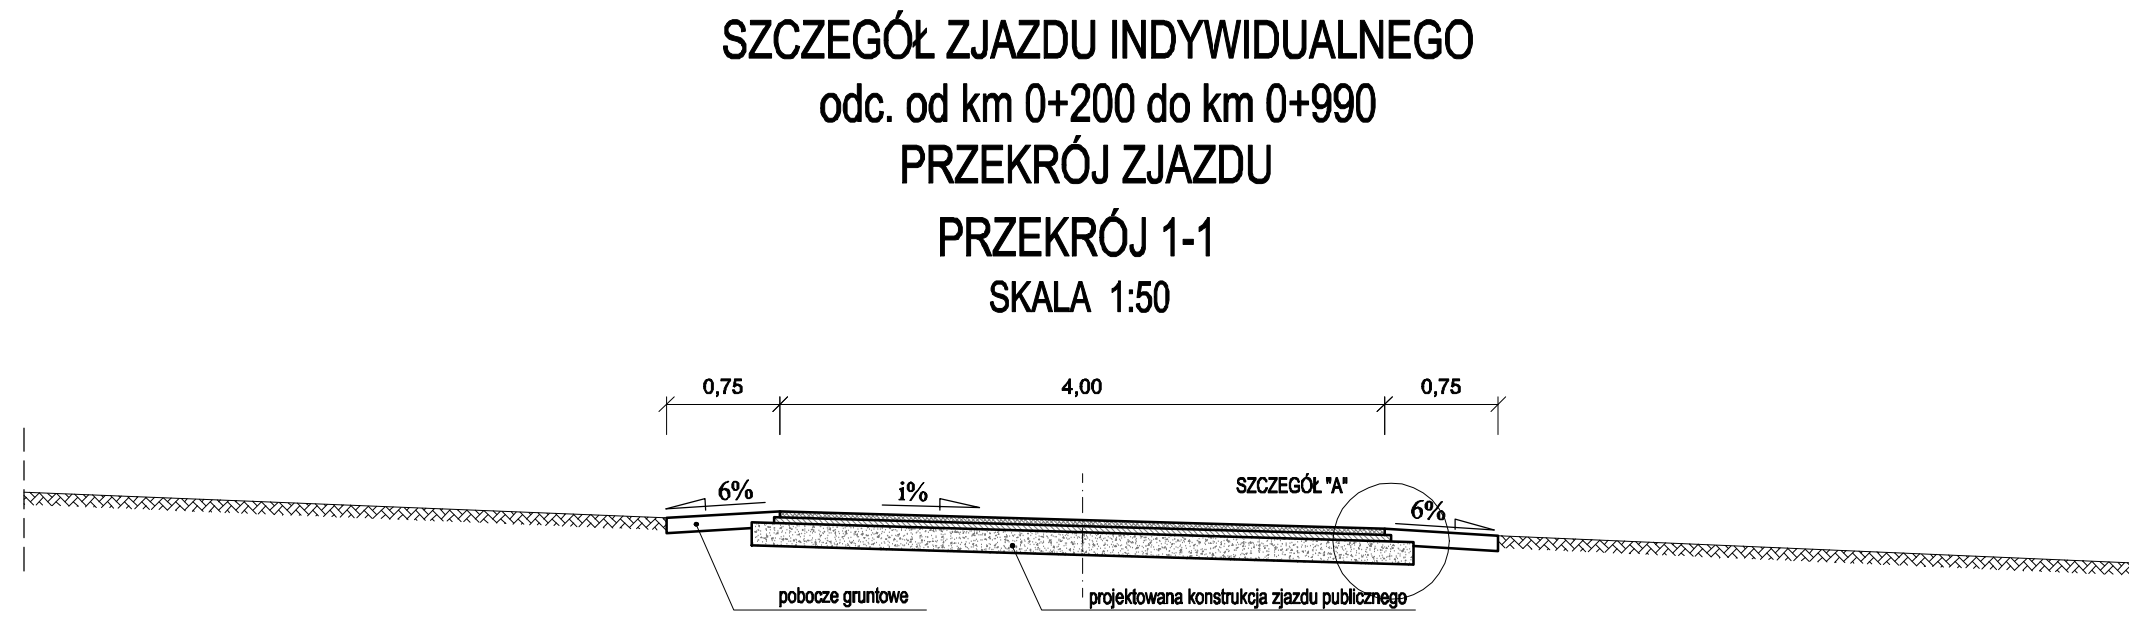 SZCZEGÓŁ ZJAZDU INDYWIDUALNEGO
odc. od km 0+200 do km 0+990
PRZEKRÓJ ZJAZDU
PRZEKRÓJ 1-1
SKALA 1:50
0,75 4,00 0,75
6% i% SZCZEGÓŁ "A" 6%
pobocze gruntowe projektowana konstrukcja zjazdu publicznego